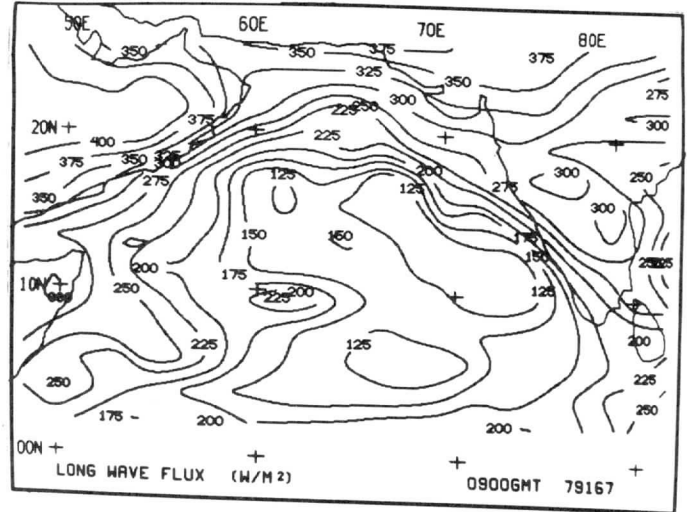 50E 60E 70E 80E
350 350 375 375
325 350
375 225 250 300 275
20N 400 225 300
375 350 325 125 200 300 250
350 275 125 275 300
150 150 175
200 175 150
10N 250 225 200 125
225 125 200
250 225
175 200 200 250
00N
LONG WAVE FLUX (W/M²)
0900GMT 79167